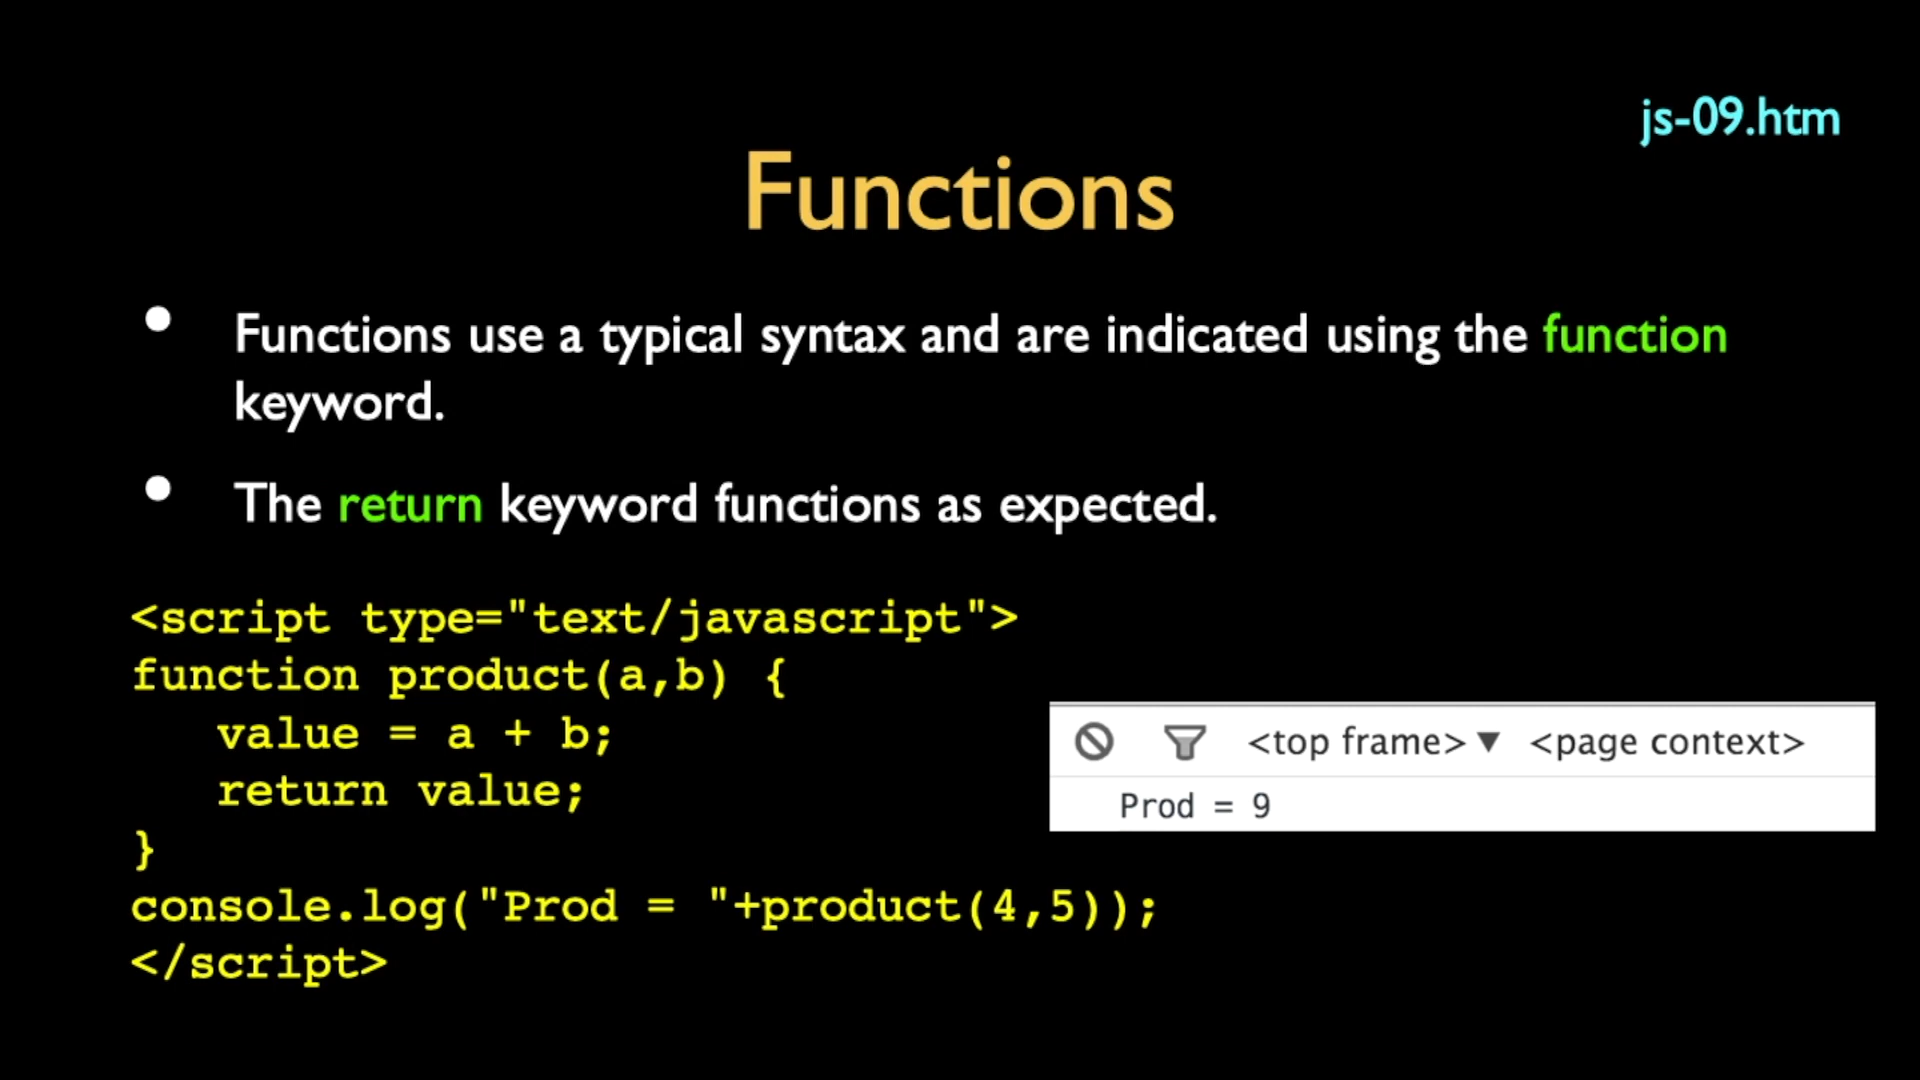 js-09.htm
Functions
Functions use a typical syntax and are indicated using the function
keyword.
The return keyword functions as expected.
<script type="text/javascript">
function product(a,b) {
   value = a + b;
   return value;
}
console.log("Prod = "+product(4,5));
</script>
<top frame>▼ <page context>
Prod = 9